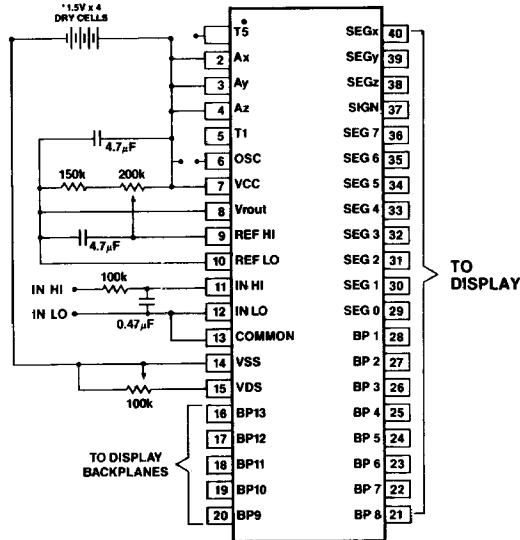 *1.5V x 4
DRY CELLS
T5
2 Ax
3 Ay
4 Az
5 T1
6 OSC
7 VCC
8 Vrout
9 REF HI
10 REF LO
11 IN HI
12 IN LO
13 COMMON
14 VSS
15 VDS
16 BP13
17 BP12
18 BP11
19 BP10
20 BP9
4.7µF
150k
200k
4.7µF
100k
IN HI
IN LO
0.47µF
100k
TO DISPLAY
BACKPLANES
SEGx 40
SEGy 39
SEGz 38
SIGN 37
SEG 7 36
SEG 6 35
SEG 5 34
SEG 4 33
SEG 3 32
SEG 2 31
SEG 1 30
SEG 0 29
BP 1 28
BP 2 27
BP 3 26
BP 4 25
BP 5 24
BP 6 23
BP 7 22
BP 8 21
TO
DISPLAY